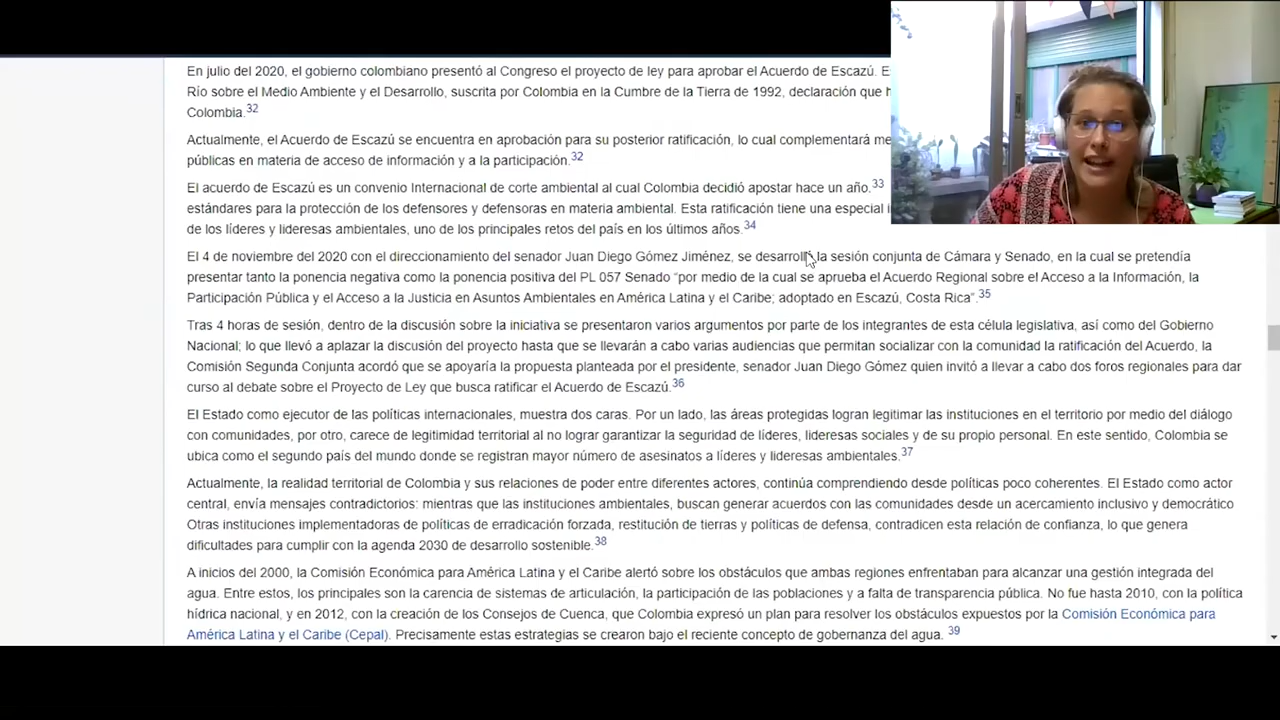 En julio del 2020, el gobierno colombiano presentó al Congreso el proyecto de ley para aprobar el Acuerdo de Escazú. E
Río sobre el Medio Ambiente y el Desarrollo, suscrita por Colombia en la Cumbre de la Tierra de 1992, declaración que h
Colombia.32
Actualmente, el Acuerdo de Escazú se encuentra en aprobación para su posterior ratificación, lo cual complementará me
públicas en materia de acceso de información y a la participación.32
El acuerdo de Escazú es un convenio Internacional de corte ambiental al cual Colombia decidió apostar hace un año.33
estándares para la protección de los defensores y defensoras en materia ambiental. Esta ratificación tiene una especial i
de los líderes y lideresas ambientales, uno de los principales retos del país en los últimos años.34
El 4 de noviembre del 2020 con el direccionamiento del senador Juan Diego Gómez Jiménez, se desarrolló la sesión conjunta de Cámara y Senado, en la cual se pretendía
presentar tanto la ponencia negativa como la ponencia positiva del PL 057 Senado “por medio de la cual se aprueba el Acuerdo Regional sobre el Acceso a la Información, la
Participación Pública y el Acceso a la Justicia en Asuntos Ambientales en América Latina y el Caribe; adoptado en Escazú, Costa Rica”.35
Tras 4 horas de sesión, dentro de la discusión sobre la iniciativa se presentaron varios argumentos por parte de los integrantes de esta célula legislativa, así como del Gobierno
Nacional; lo que llevó a aplazar la discusión del proyecto hasta que se llevarán a cabo varias audiencias que permitan socializar con la comunidad la ratificación del Acuerdo, la
Comisión Segunda Conjunta acordó que se apoyaría la propuesta planteada por el presidente, senador Juan Diego Gómez quien invitó a llevar a cabo dos foros regionales para dar
curso al debate sobre el Proyecto de Ley que busca ratificar el Acuerdo de Escazú.36
El Estado como ejecutor de las políticas internacionales, muestra dos caras. Por un lado, las áreas protegidas logran legitimar las instituciones en el territorio por medio del diálogo
con comunidades, por otro, carece de legitimidad territorial al no lograr garantizar la seguridad de líderes, lideresas sociales y de su propio personal. En este sentido, Colombia se
ubica como el segundo país del mundo donde se registran mayor número de asesinatos a líderes y lideresas ambientales.37
Actualmente, la realidad territorial de Colombia y sus relaciones de poder entre diferentes actores, continúa comprendiendo desde políticas poco coherentes. El Estado como actor
central, envía mensajes contradictorios: mientras que las instituciones ambientales, buscan generar acuerdos con las comunidades desde un acercamiento inclusivo y democrático
Otras instituciones implementadoras de políticas de erradicación forzada, restitución de tierras y políticas de defensa, contradicen esta relación de confianza, lo que genera
dificultades para cumplir con la agenda 2030 de desarrollo sostenible.38
A inicios del 2000, la Comisión Económica para América Latina y el Caribe alertó sobre los obstáculos que ambas regiones enfrentaban para alcanzar una gestión integrada del
agua. Entre estos, los principales son la carencia de sistemas de articulación, la participación de las poblaciones y a falta de transparencia pública. No fue hasta 2010, con la política
hídrica nacional, y en 2012, con la creación de los Consejos de Cuenca, que Colombia expresó un plan para resolver los obstáculos expuestos por la Comisión Económica para
América Latina y el Caribe (Cepal). Precisamente estas estrategias se crearon bajo el reciente concepto de gobernanza del agua. 39